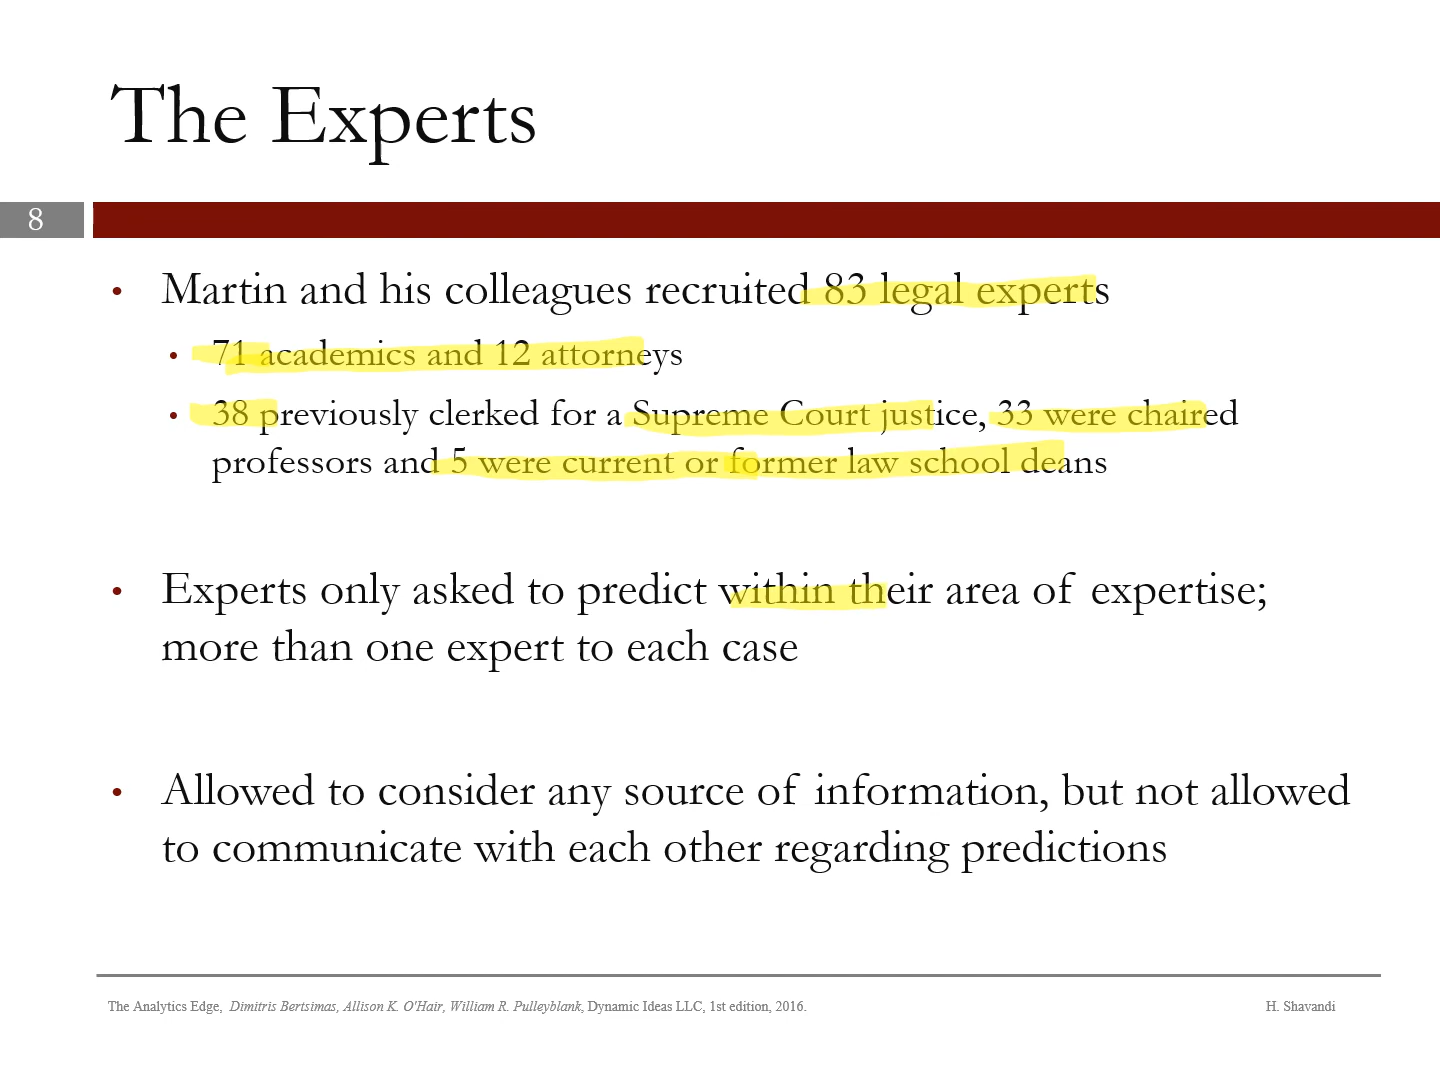 The Experts
8
• Martin and his colleagues recruited 83 legal experts
• 71 academics and 12 attorneys
• 38 previously clerked for a Supreme Court justice, 33 were chaired
professors and 5 were current or former law school deans
• Experts only asked to predict within their area of expertise;
more than one expert to each case
• Allowed to consider any source of information, but not allowed
to communicate with each other regarding predictions
The Analytics Edge, Dimitris Bertsimas, Allison K. O'Hair, William R. Pulleyblank, Dynamic Ideas LLC, 1st edition, 2016. H. Shavandi